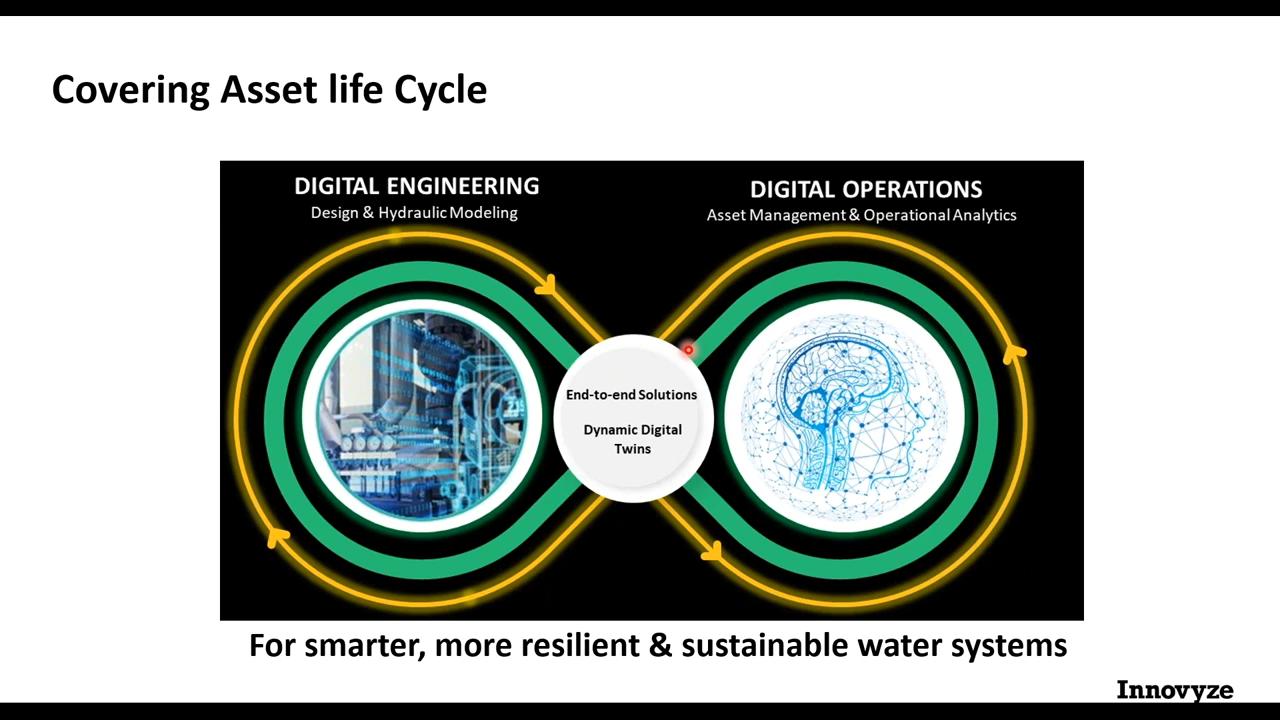 Covering Asset life Cycle
DIGITAL ENGINEERING
Design & Hydraulic Modeling
DIGITAL OPERATIONS
Asset Management & Operational Analytics
End-to-end Solutions
Dynamic Digital
Twins
For smarter, more resilient & sustainable water systems
Innovyze